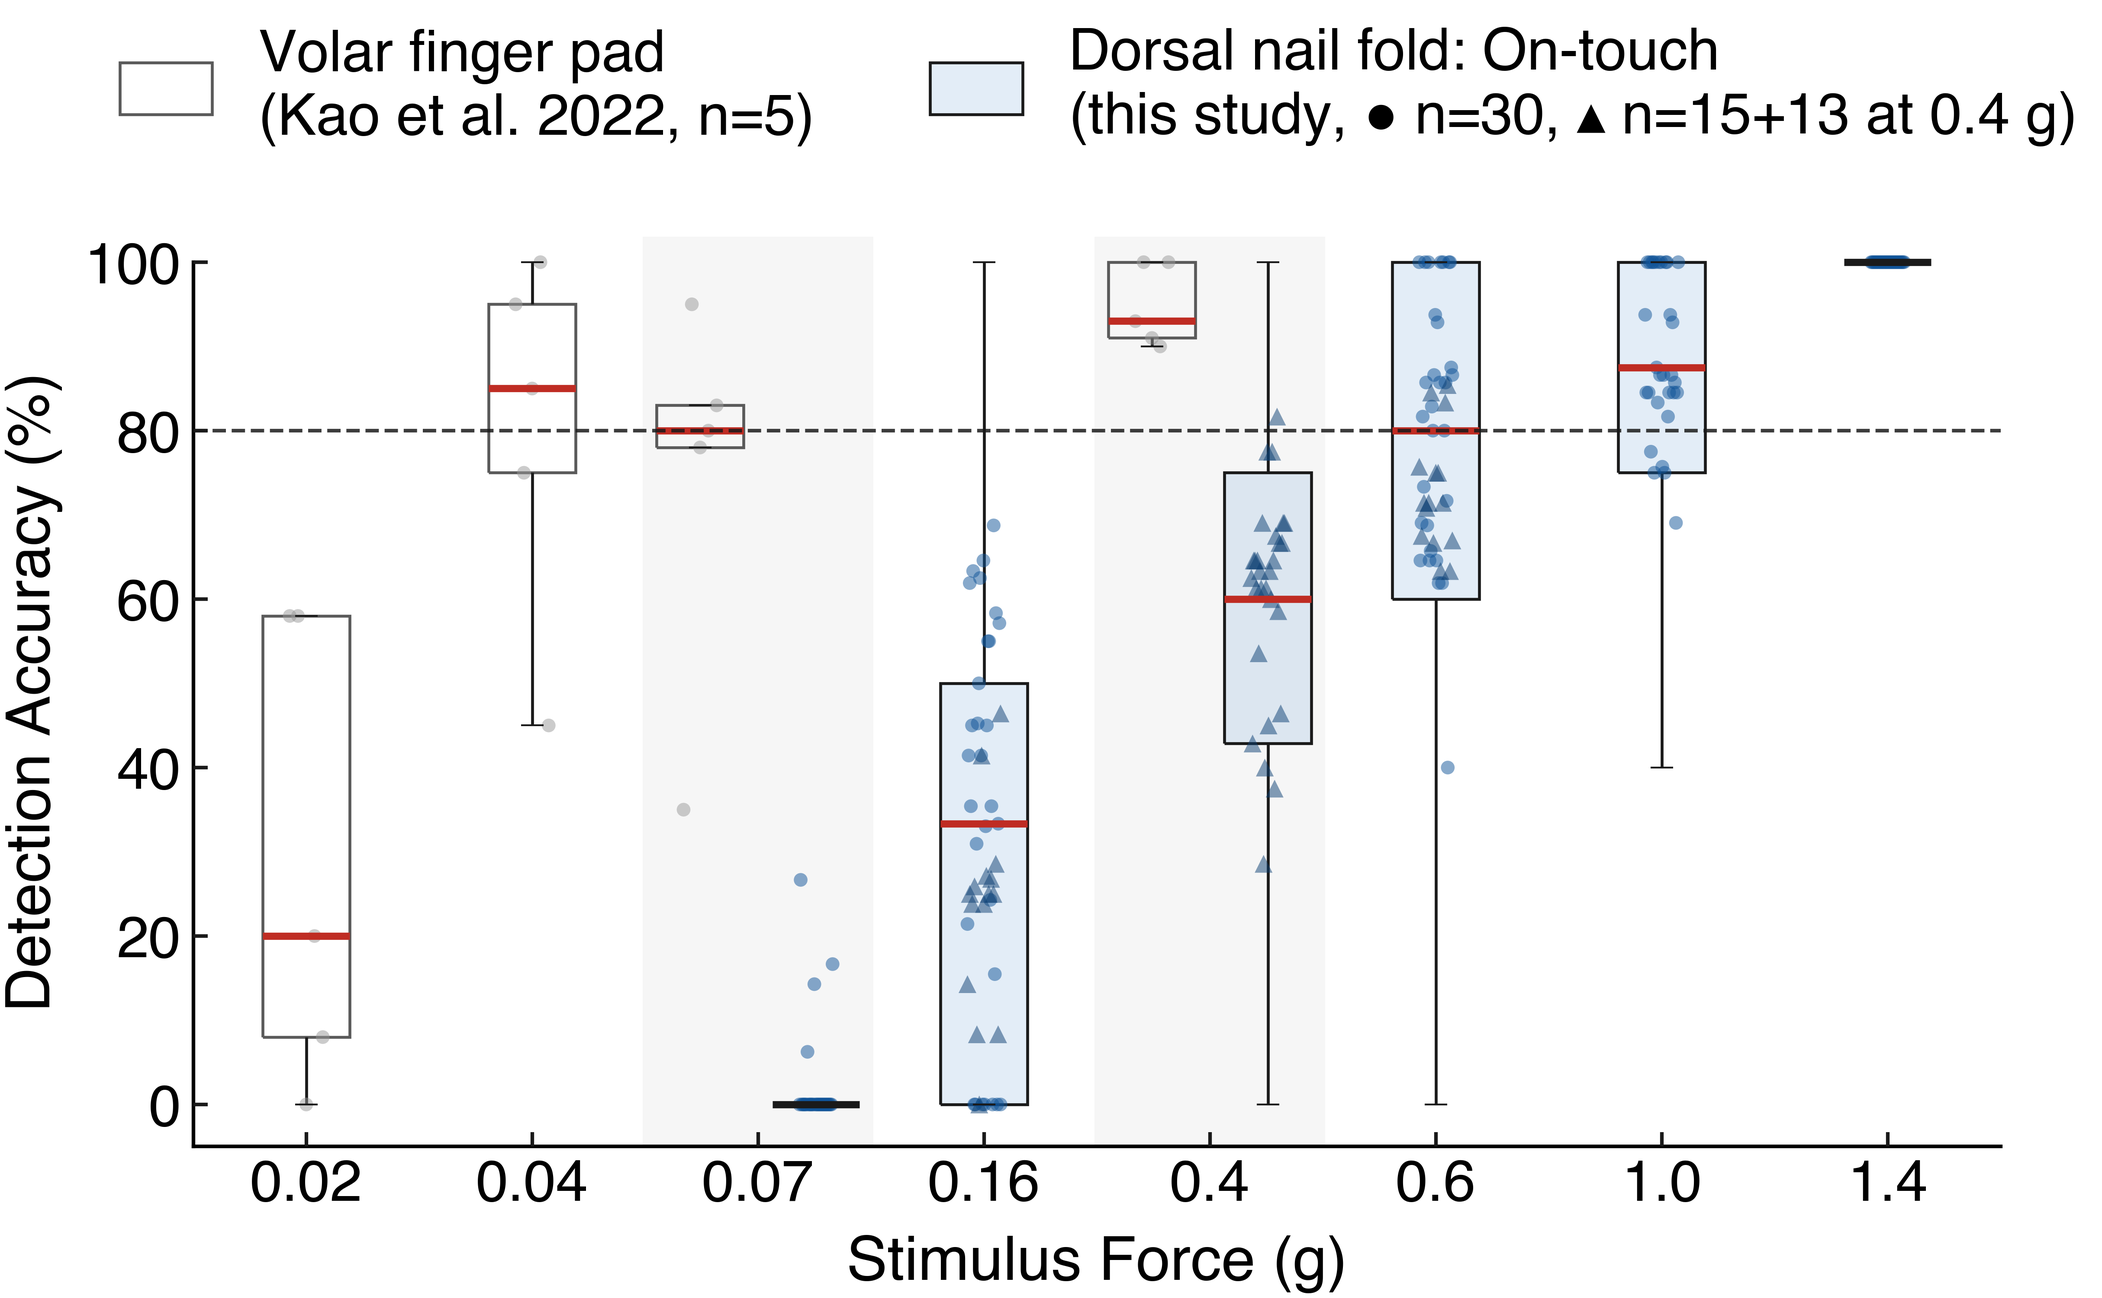 Volar finger pad
(Kao et al. 2022, n=5)
Dorsal nail fold: On-touch
(this study, ● n=30, ▲ n=15+13 at 0.4 g)
Detection Accuracy (%)
100
80
60
40
20
0
0.02 0.04 0.07 0.16 0.4 0.6 1.0 1.4
Stimulus Force (g)